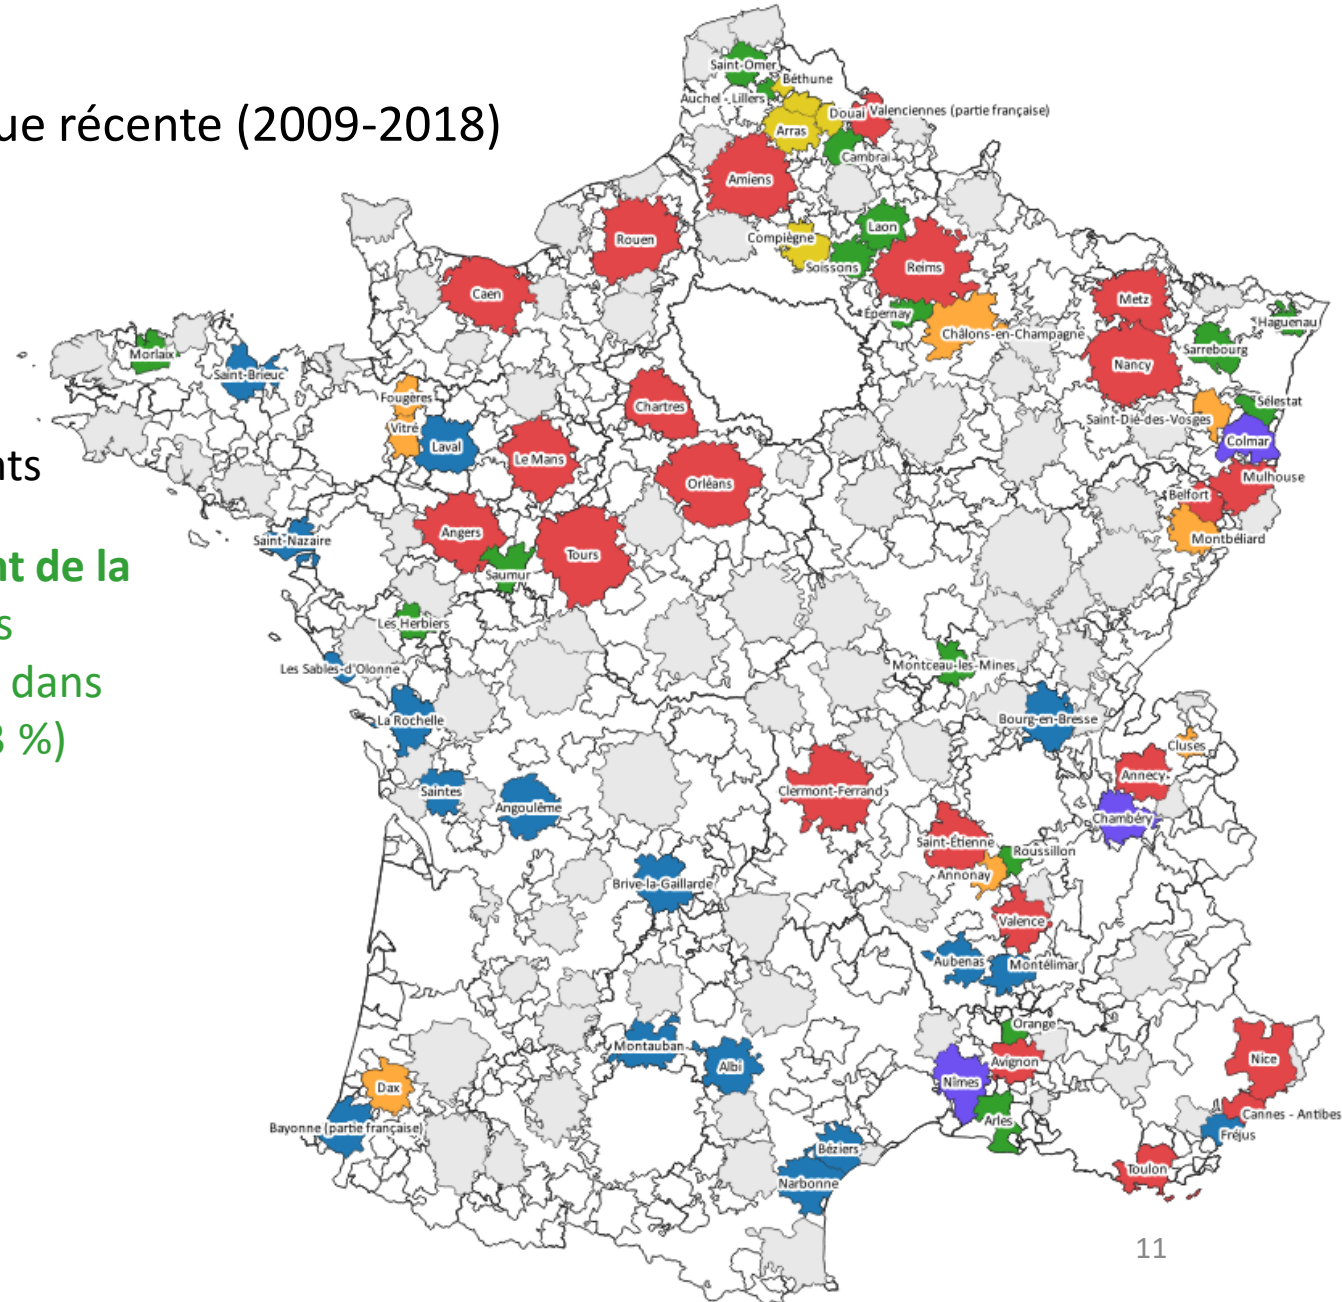 ue récente (2009-2018)
nts
nt de la
s
dans
3 %)
Saint-Omer
Béthune
Auchel - Lillers
Douai
Valenciennes (partie française)
Arras
Cambrai
Amiens
Laon
Compiègne
Rouen
Soissons
Reims
Caen
Metz
Épernay
Châlons-en-Champagne
Haguenau
Morlaix
Sarrebourg
Saint-Brieuc
Nancy
Fougères
Chartres
Sélestat
Saint-Dié-des-Vosges
Vitré
Laval
Colmar
Le Mans
Orléans
Mulhouse
Belfort
Angers
Saint-Nazaire
Montbéliard
Tours
Saumur
Les Herbiers
Les Sables-d'Olonne
Montceau-les-Mines
La Rochelle
Bourg-en-Bresse
Cluses
Annecy
Saintes
Clermont-Ferrand
Angoulême
Chambéry
Saint-Étienne
Roussillon
Annonay
Brive-la-Gaillarde
Valence
Aubenas
Montélimar
Orange
Montauban
Albi
Avignon
Nice
Nîmes
Dax
Cannes - Antibes
Arles
Bayonne (partie française)
Fréjus
Béziers
Toulon
Narbonne
11